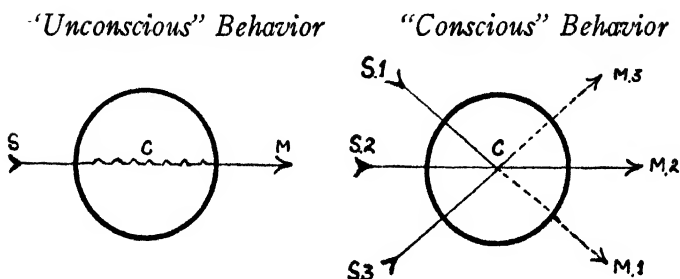 "Unconscious" Behavior
"Conscious" Behavior
S
C
M
S.1
S.2
S.3
C
M.3
M.2
M.1